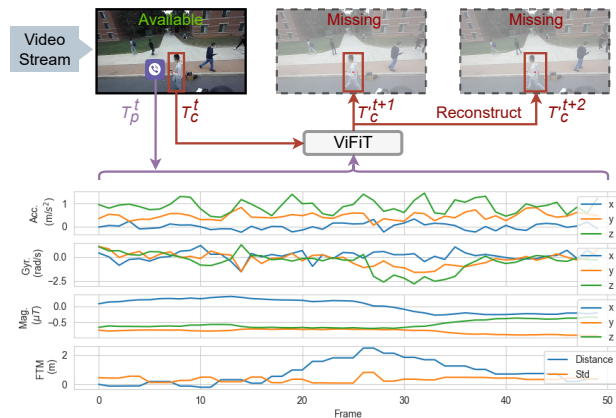 Video
Stream
Available
Missing
Missing
T_p^t
T_c^t
T'_c^{t+1}
Reconstruct
T'_c^{t+2}
ViFiT
Acc.
(m/s²)
1
0
x
y
z
Gyr.
(rad/s)
0.0
−2.5
Mag.
(μT)
0.0
−0.5
x
y
z
FTM
(m)
2
0
Distance
Std
0 10 20 30 40 50
Frame